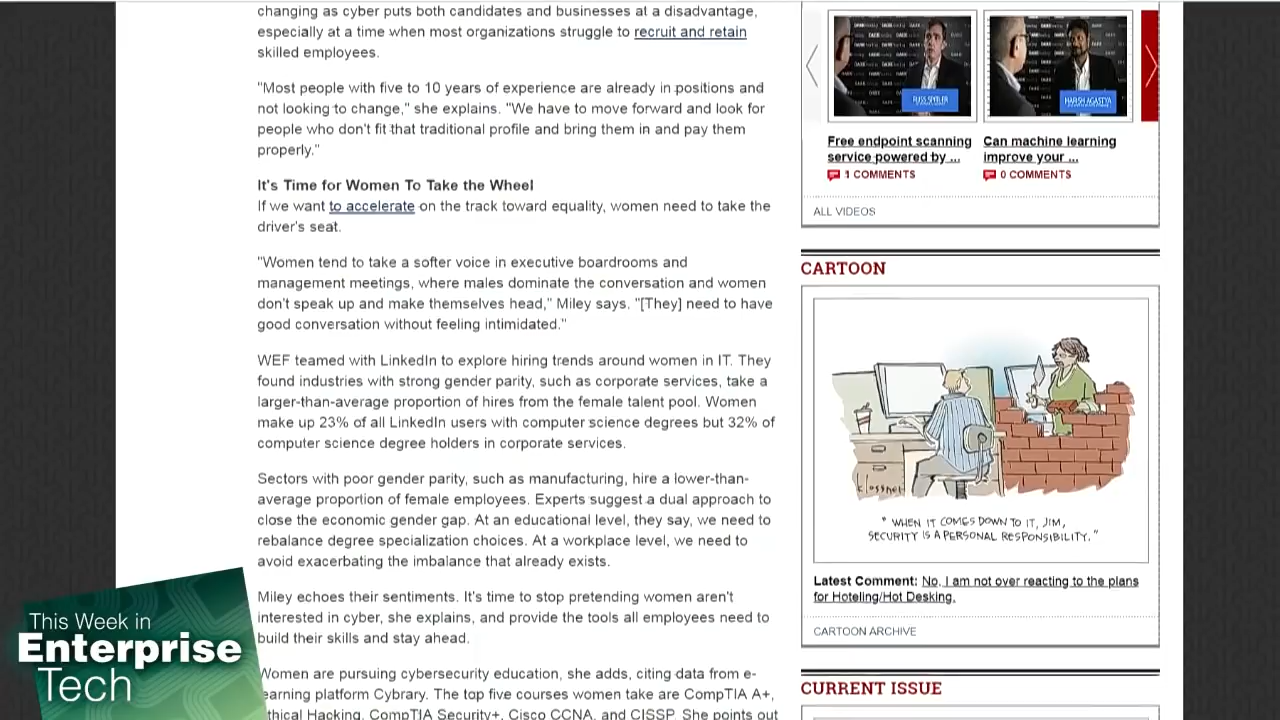 changing as cyber puts both candidates and businesses at a disadvantage,
especially at a time when most organizations struggle to recruit and retain
skilled employees.
"Most people with five to 10 years of experience are already in positions and
not looking to change," she explains. "We have to move forward and look for
people who don't fit that traditional profile and bring them in and pay them
properly."
It's Time for Women To Take the Wheel
If we want to accelerate on the track toward equality, women need to take the
driver's seat.
"Women tend to take a softer voice in executive boardrooms and
management meetings, where males dominate the conversation and women
don't speak up and make themselves head," Miley says. "[They] need to have
good conversation without feeling intimidated."
WEF teamed with LinkedIn to explore hiring trends around women in IT. They
found industries with strong gender parity, such as corporate services, take a
larger-than-average proportion of hires from the female talent pool. Women
make up 23% of all LinkedIn users with computer science degrees but 32% of
computer science degree holders in corporate services.
Sectors with poor gender parity, such as manufacturing, hire a lower-than-
average proportion of female employees. Experts suggest a dual approach to
close the economic gender gap. At an educational level, they say, we need to
rebalance degree specialization choices. At a workplace level, we need to
avoid exacerbating the imbalance that already exists.
Miley echoes their sentiments. It's time to stop pretending women aren't
interested in cyber, she explains, and provide the tools all employees need to
build their skills and stay ahead.
Women are pursuing cybersecurity education, she adds, citing data from e-
earning platform Cybrary. The top five courses women take are CompTIA A+,
thical Hacking, CompTIA Security+, Cisco CCNA, and CISSP. She points out
RUSS SPITLER
HARISH AGASTYA
Free endpoint scanning
service powered by ...
1 COMMENTS
Can machine learning
improve your ...
0 COMMENTS
ALL VIDEOS
CARTOON
" WHEN IT COMES DOWN TO IT, JIM,
SECURITY IS A PERSONAL RESPONSIBILITY. "
Latest Comment: No, I am not over reacting to the plans
for Hoteling/Hot Desking.
CARTOON ARCHIVE
CURRENT ISSUE
This Week in
Enterprise
Tech